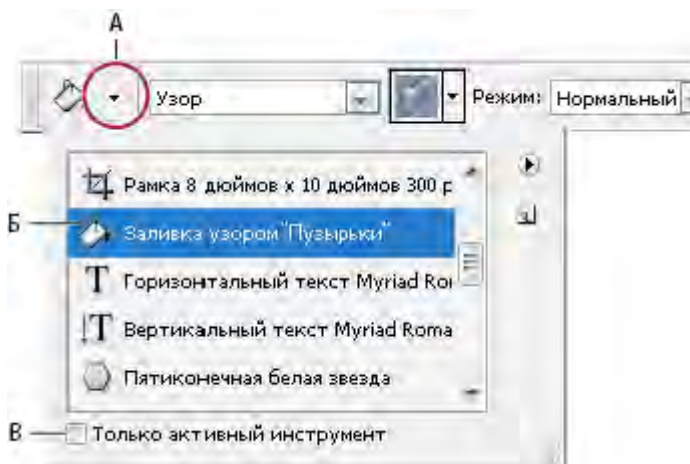 А
Узор Режим: Нормальный
Рамка 8 дюймов x 10 дюймов 300 p
Б Заливка узором "Пузырьки"
T Горизонтальный текст Myriad Ro
T Вертикальный текст Myriad Roma
Пятиконечная белая звезда
В Только активный инструмент